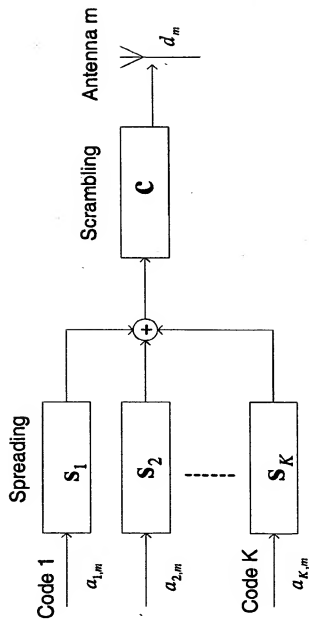 Spreading
Scrambling
Antenna m
Code 1
a_{1,m}
s_1
a_{2,m}
s_2
+
c
d_m
Code K
a_{K,m}
s_K